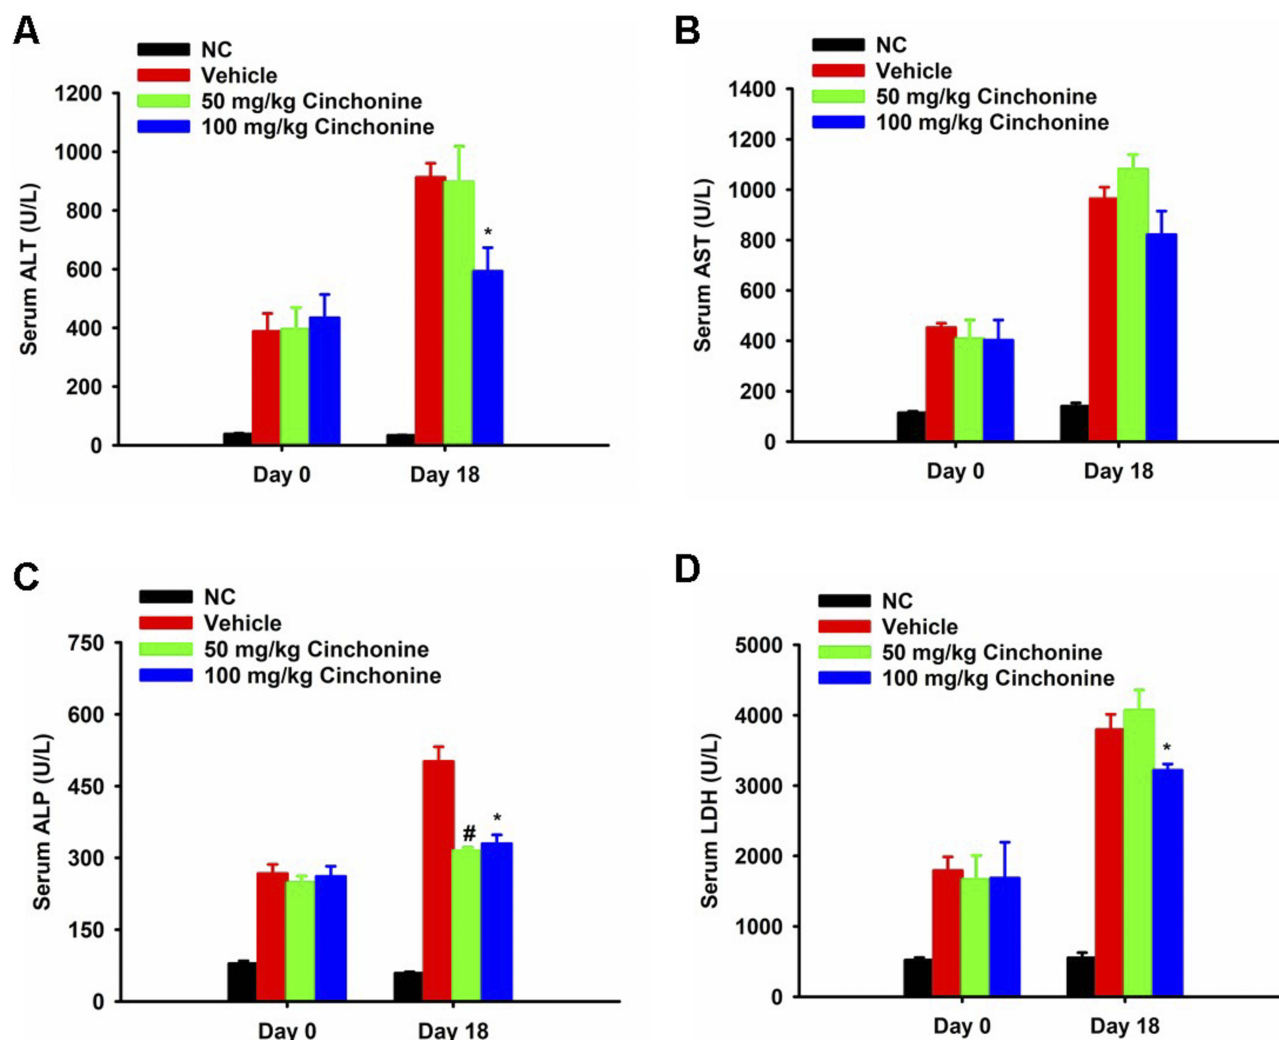 A
NC
Vehicle
50 mg/kg Cinchonine
100 mg/kg Cinchonine
1200
1000
800
600
400
200
0
Serum ALT (U/L)
*
Day 0
Day 18
B
NC
Vehicle
50 mg/kg Cinchonine
100 mg/kg Cinchonine
1400
1200
1000
800
600
400
200
0
Serum AST (U/L)
Day 0
Day 18
C
NC
Vehicle
50 mg/kg Cinchonine
100 mg/kg Cinchonine
750
600
450
300
150
0
Serum ALP (U/L)
#
*
Day 0
Day 18
D
NC
Vehicle
50 mg/kg Cinchonine
100 mg/kg Cinchonine
5000
4000
3000
2000
1000
0
Serum LDH (U/L)
*
Day 0
Day 18